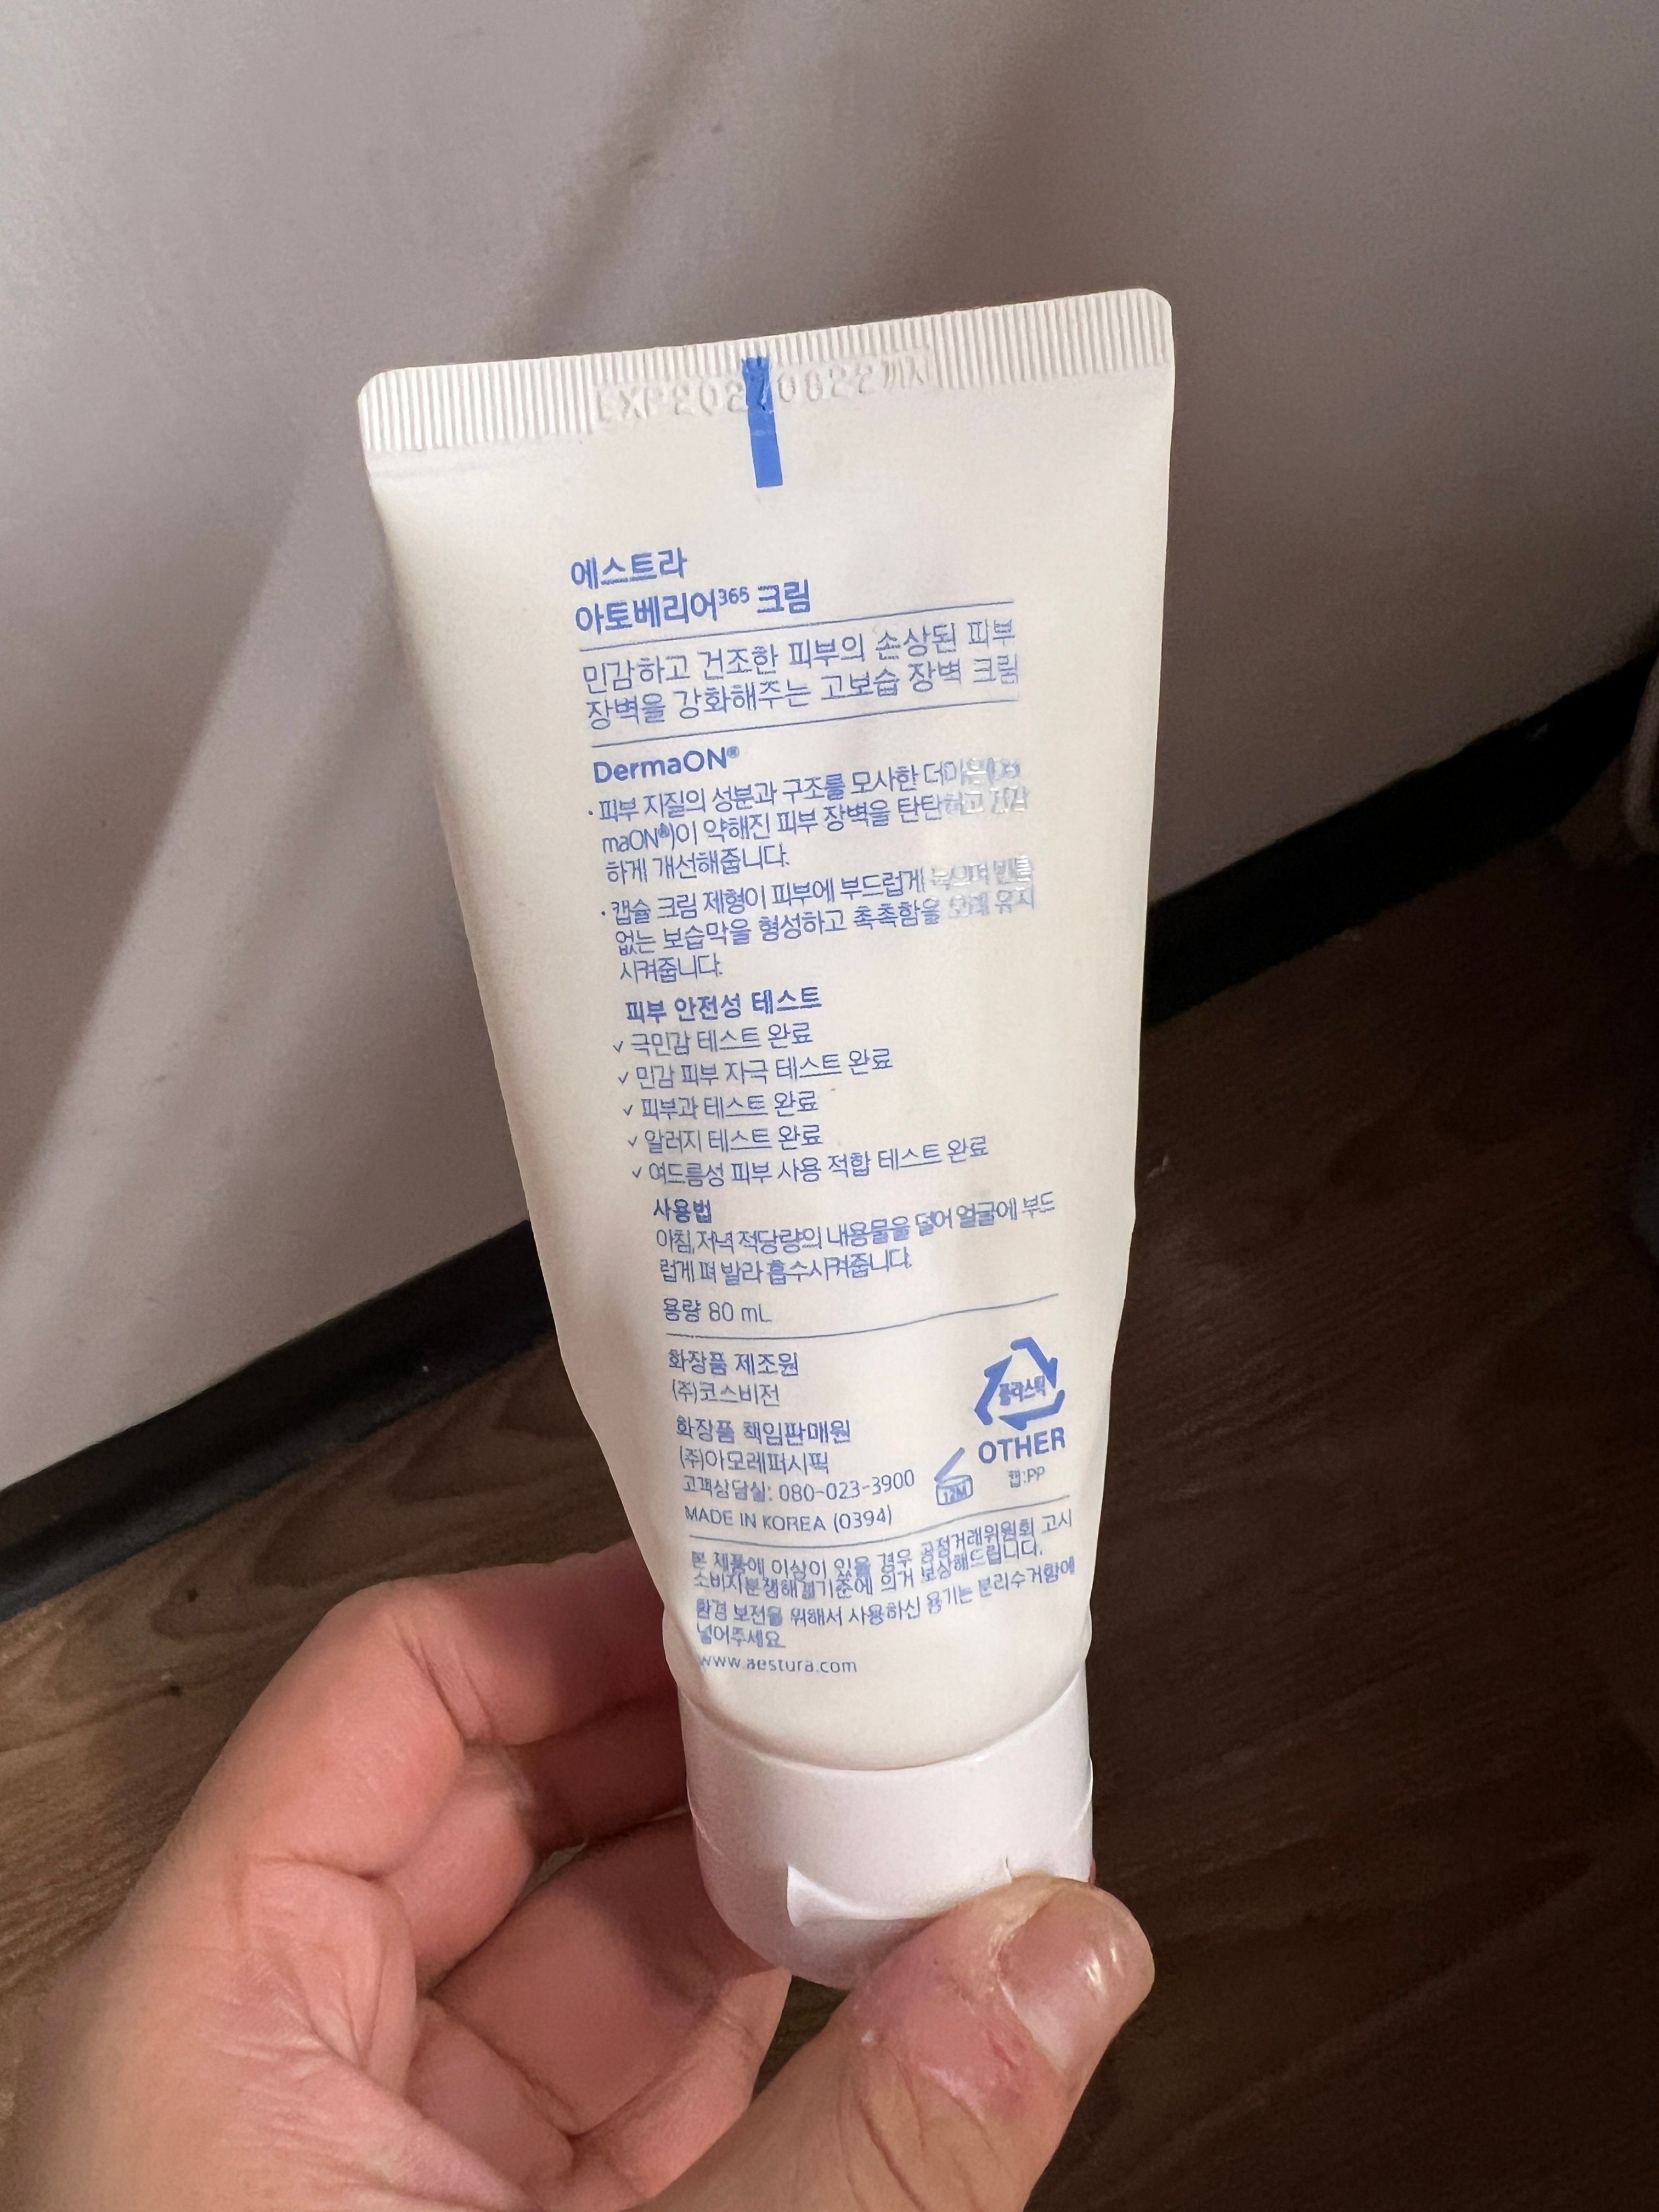 에스트라
아토베리어365 크림
민감하고 건조한 피부의 손상된 피부
장벽을 강화해주는 고보습 장벽 크림
DermaON®
· 피부 지질의 성분과 구조를 모사한
maON®)이 약해진 피부 장벽을 탄탄하고
하게 개선해줍니다.
· 캡슐 크림 제형이 피부에 부드럽게
없는 보습막을 형성하고 촉촉함을 오래 유지
시켜줍니다.
피부 안전성 테스트
✓ 극민감 테스트 완료
✓ 민감 피부 자극 테스트 완료
✓ 피부과 테스트 완료
✓ 알러지 테스트 완료
✓ 여드름성 피부 사용 적합 테스트 완료
사용법
아침, 저녁 적당량의 내용물을 덜어 얼굴에 부드
럽게 펴 발라 흡수시켜줍니다.
용량 80 mL
화장품 제조원
(주)코스비전
화장품 책임판매원
(주)아모레퍼시픽
고객상담실: 080-023-3900
MADE IN KOREA (0394)
12M
플라스틱
OTHER
캡:PP
본 제품에 이상이 있을 경우 공정거래위원회 고시
소비자분쟁해결기준에 의거 보상해드립니다.
환경 보전을 위해서 사용하신 용기는 분리수거함에
넣어주세요.
www.aestura.com